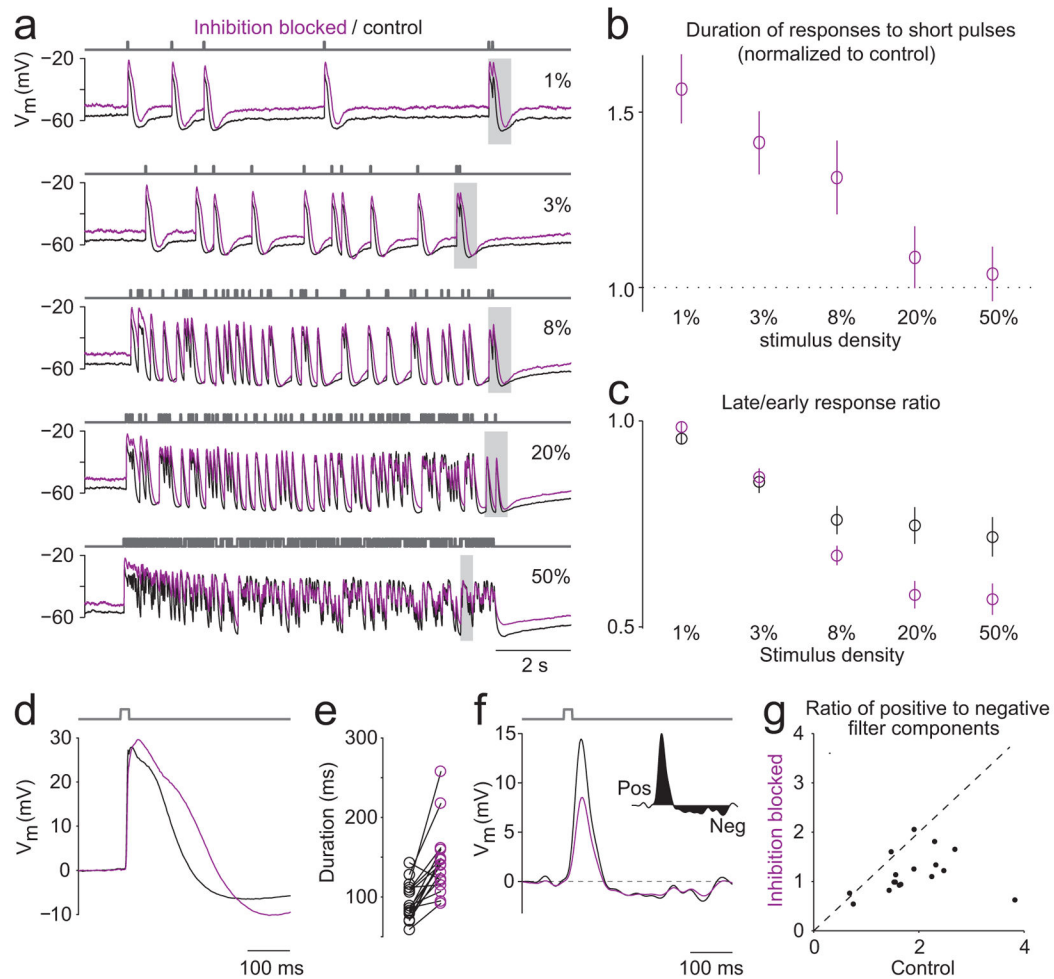 a
Inhibition blocked / control
Vm (mV)
−20
−60
1%
−20
−60
3%
−20
−60
8%
−20
−60
20%
−20
−60
50%
2 s
b
Duration of responses to short pulses
(normalized to control)
1.5
1.0
1% 3% 8% 20% 50%
stimulus density
c
Late/early response ratio
1.0
0.5
1% 3% 8% 20% 50%
Stimulus density
d
Vm (mV)
30
20
10
0
−10
100 ms
e
Duration (ms)
300
200
100
f
Vm (mV)
15
10
5
0
Pos
Neg
100 ms
g
Ratio of positive to negative
filter components
Inhibition blocked
4
3
2
1
0
0 2 4
Control